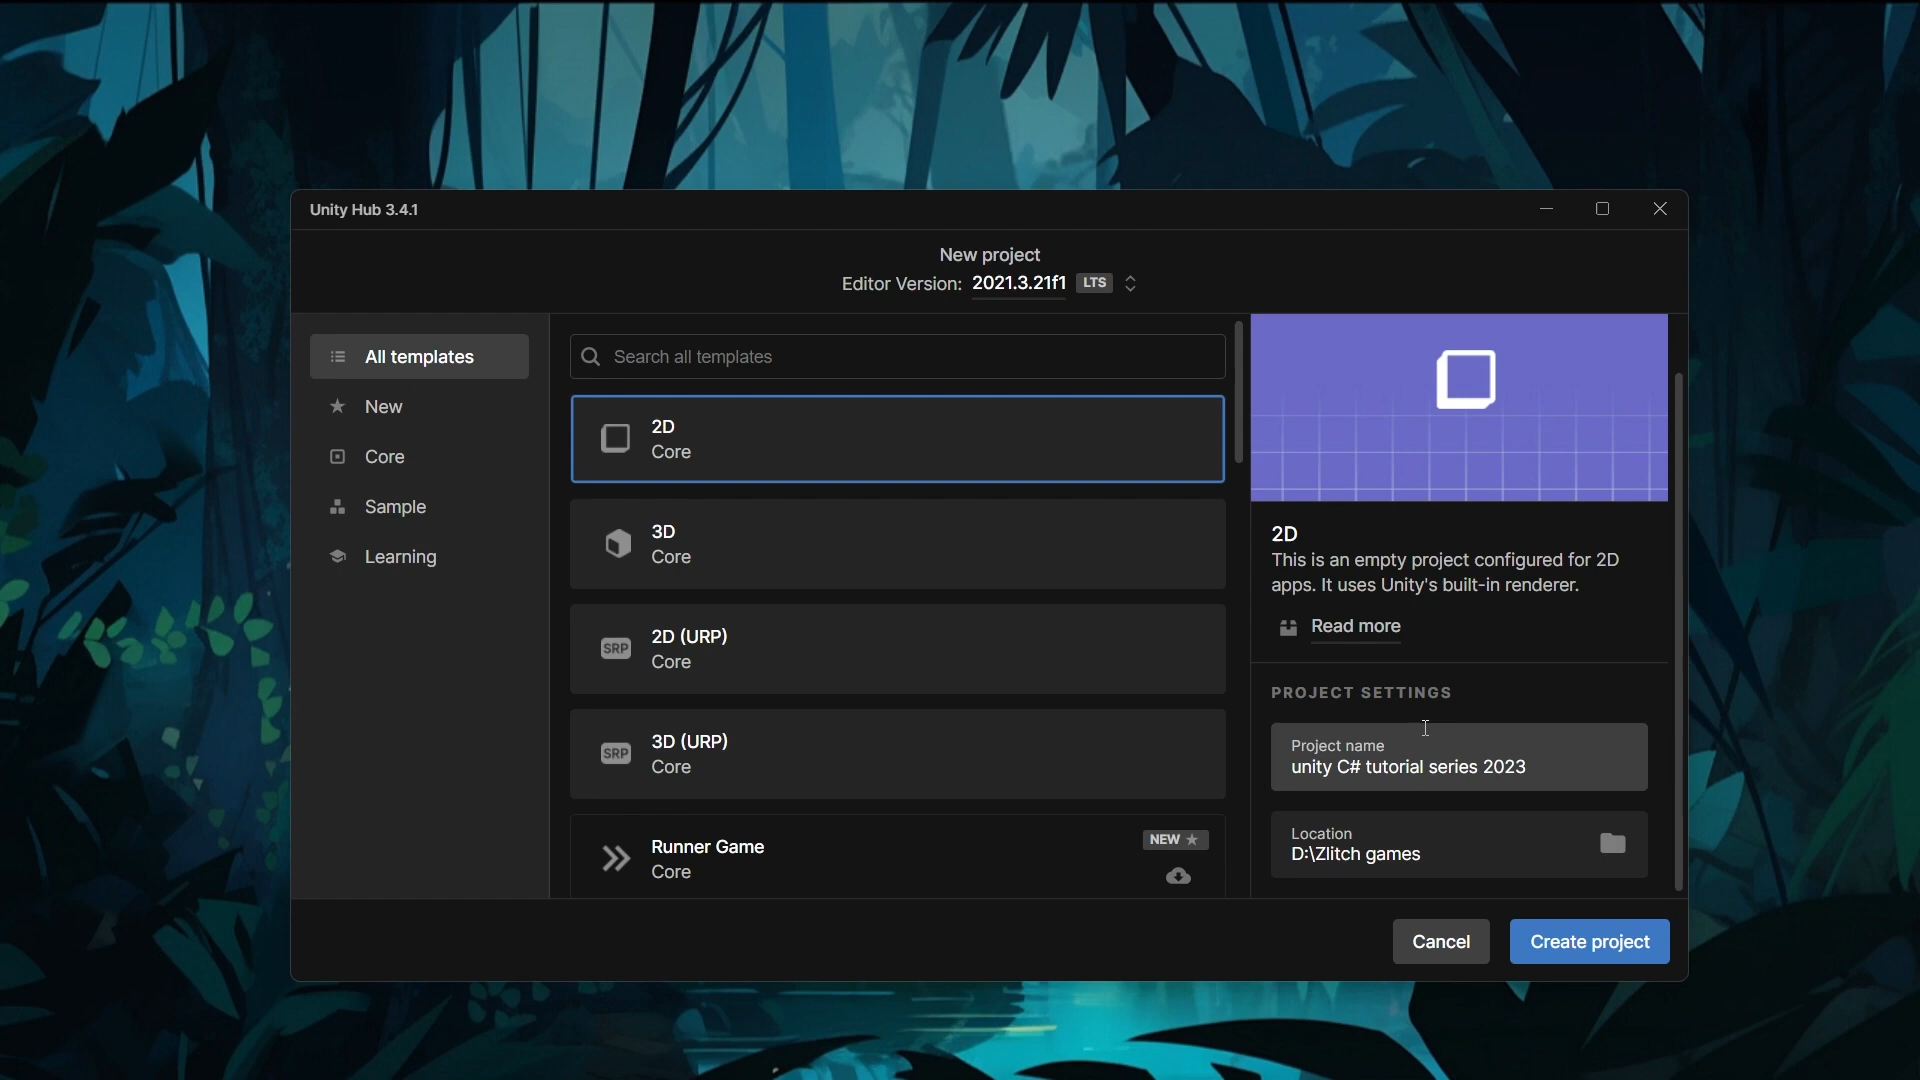 Unity Hub 3.4.1
New project
Editor Version: 2021.3.21f1 LTS
All templates
New
Core
Sample
Learning
Search all templates
2D
Core
3D
Core
SRP
2D (URP)
Core
SRP
3D (URP)
Core
Runner Game
Core
NEW
2D
This is an empty project configured for 2D
apps. It uses Unity's built-in renderer.
Read more
PROJECT SETTINGS
Project name
unity C# tutorial series 2023
Location
D:\Zlitch games
Cancel
Create project